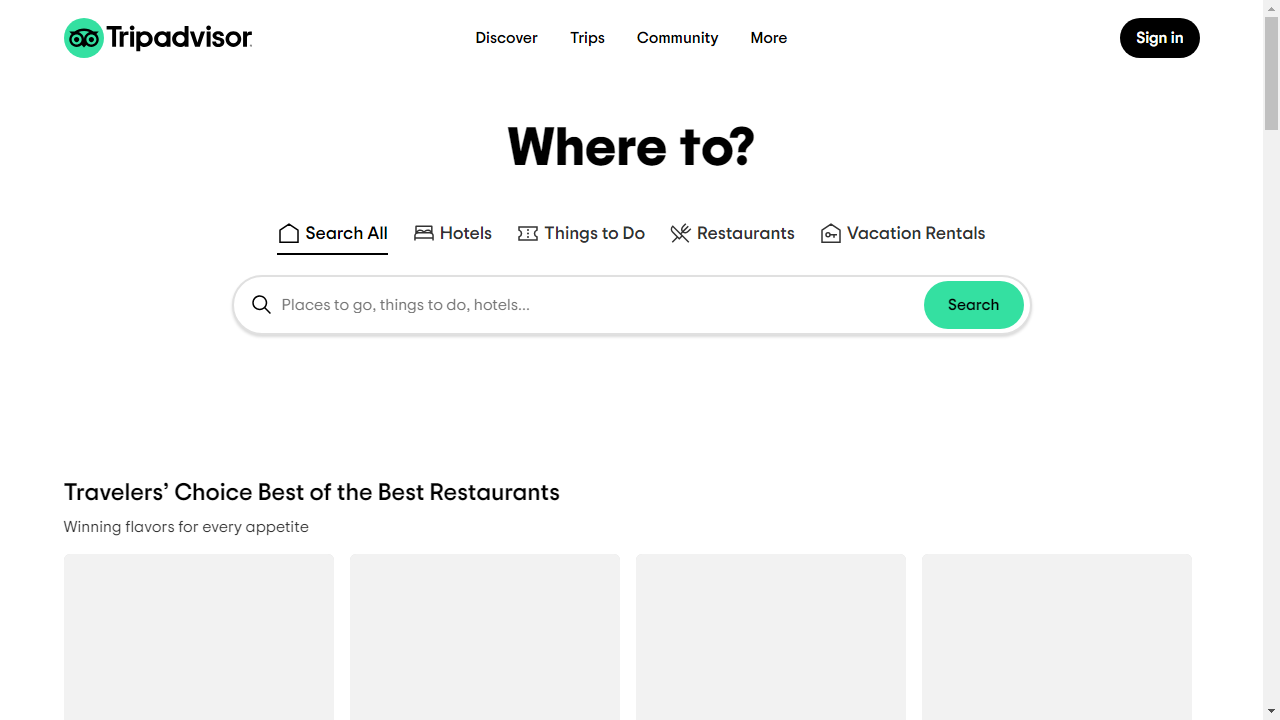 Tripadvisor
Discover
Trips
Community
More
Sign in
Where to?
Search All
Hotels
Things to Do
Restaurants
Vacation Rentals
Places to go, things to do, hotels...
Search
Travelers’ Choice Best of the Best Restaurants
Winning flavors for every appetite